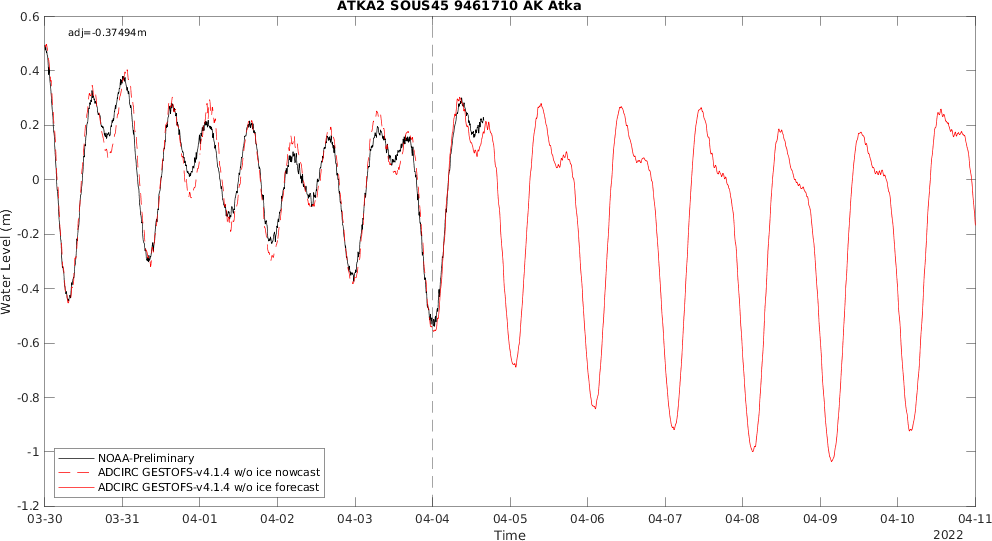 ATKA2 SOUS45 9461710 AK Atka
adj=-0.37494m
0.6
0.4
0.2
0
-0.2
-0.4
-0.6
-0.8
-1
-1.2
Water Level (m)
NOAA-Preliminary
ADCIRC GESTOFS-v4.1.4 w/o ice nowcast
ADCIRC GESTOFS-v4.1.4 w/o ice forecast
03-30 03-31 04-01 04-02 04-03 04-04 04-05 04-06 04-07 04-08 04-09 04-10 04-11
Time
2022